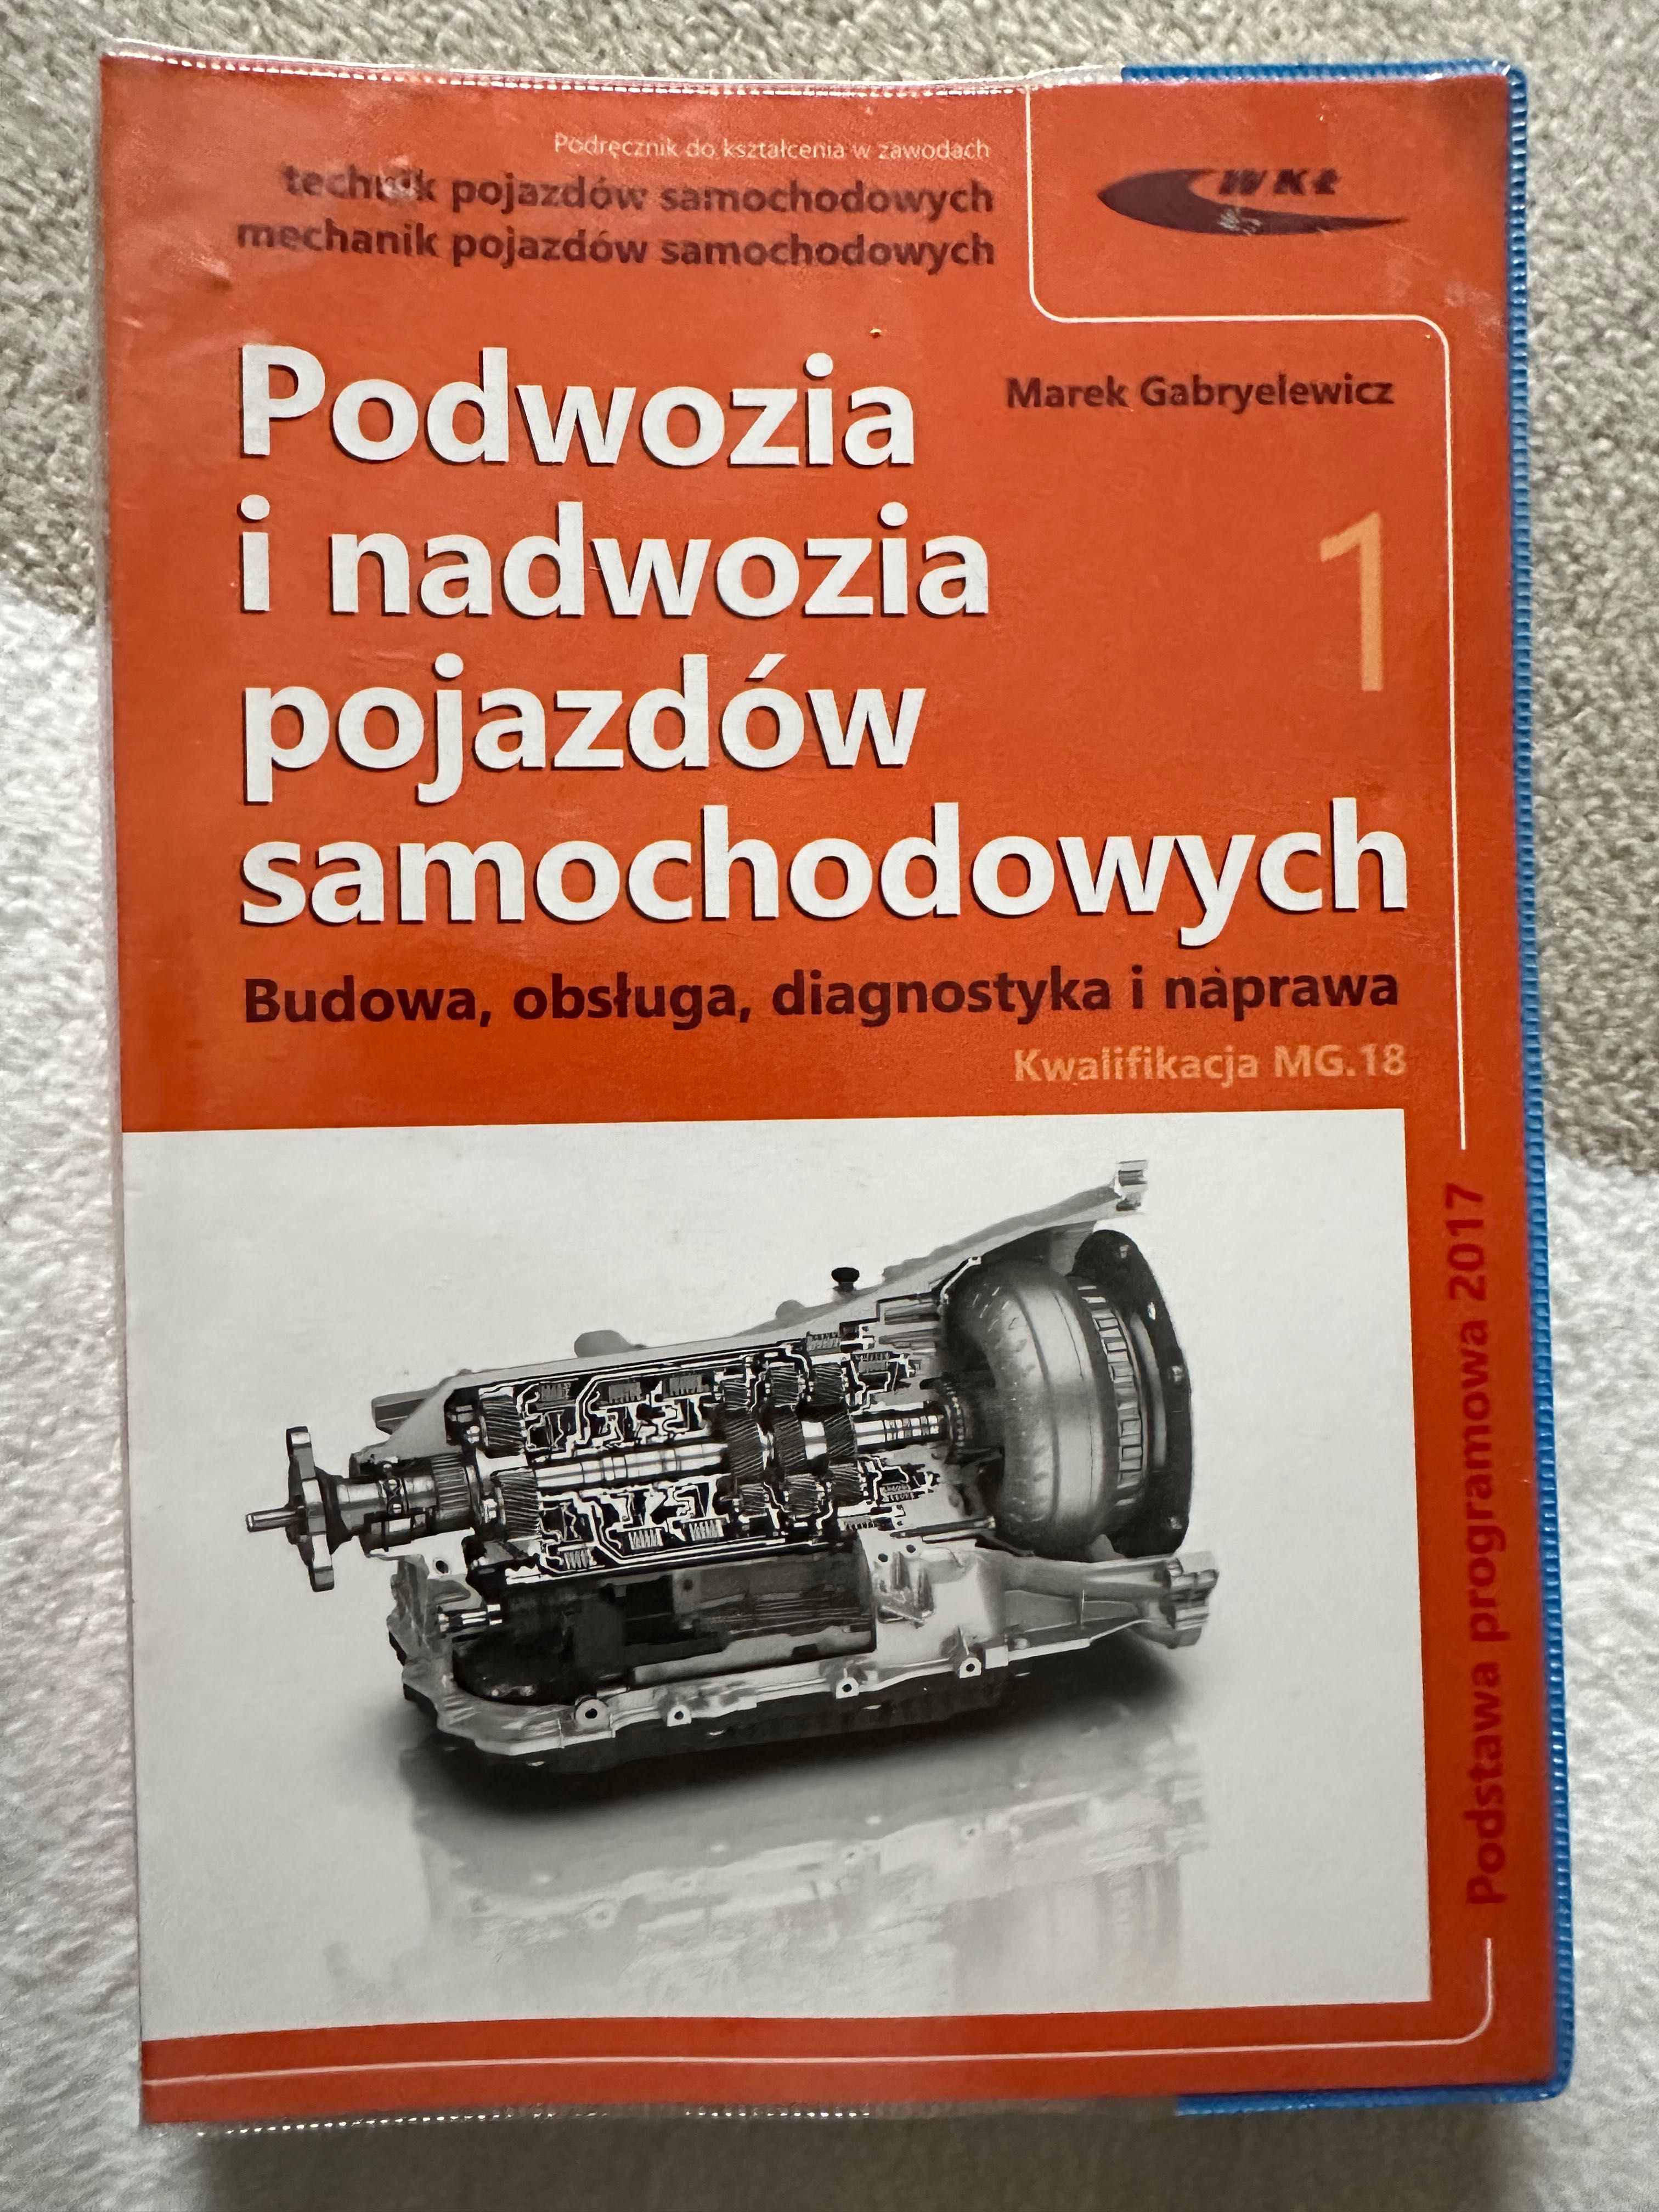 Podręcznik do kształcenia w zawodach
technik pojazdów samochodowych
mechanik pojazdów samochodowych
WKŁ
Marek Gabryelewicz
Podwozia
i nadwozia
pojazdów
samochodowych
1
Budowa, obsługa, diagnostyka i naprawa
Kwalifikacja MG.18
Podstawa programowa 2017